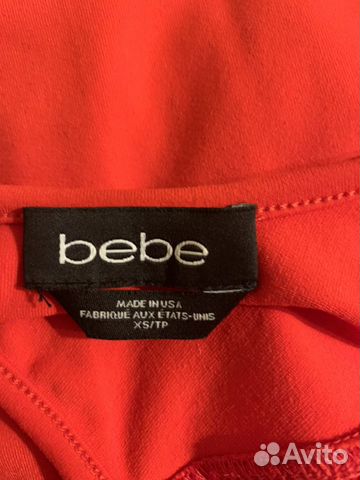 bebe
MADE IN USA
FABRIQUÉ AUX ÉTATS-UNIS
XS/TP
Avito